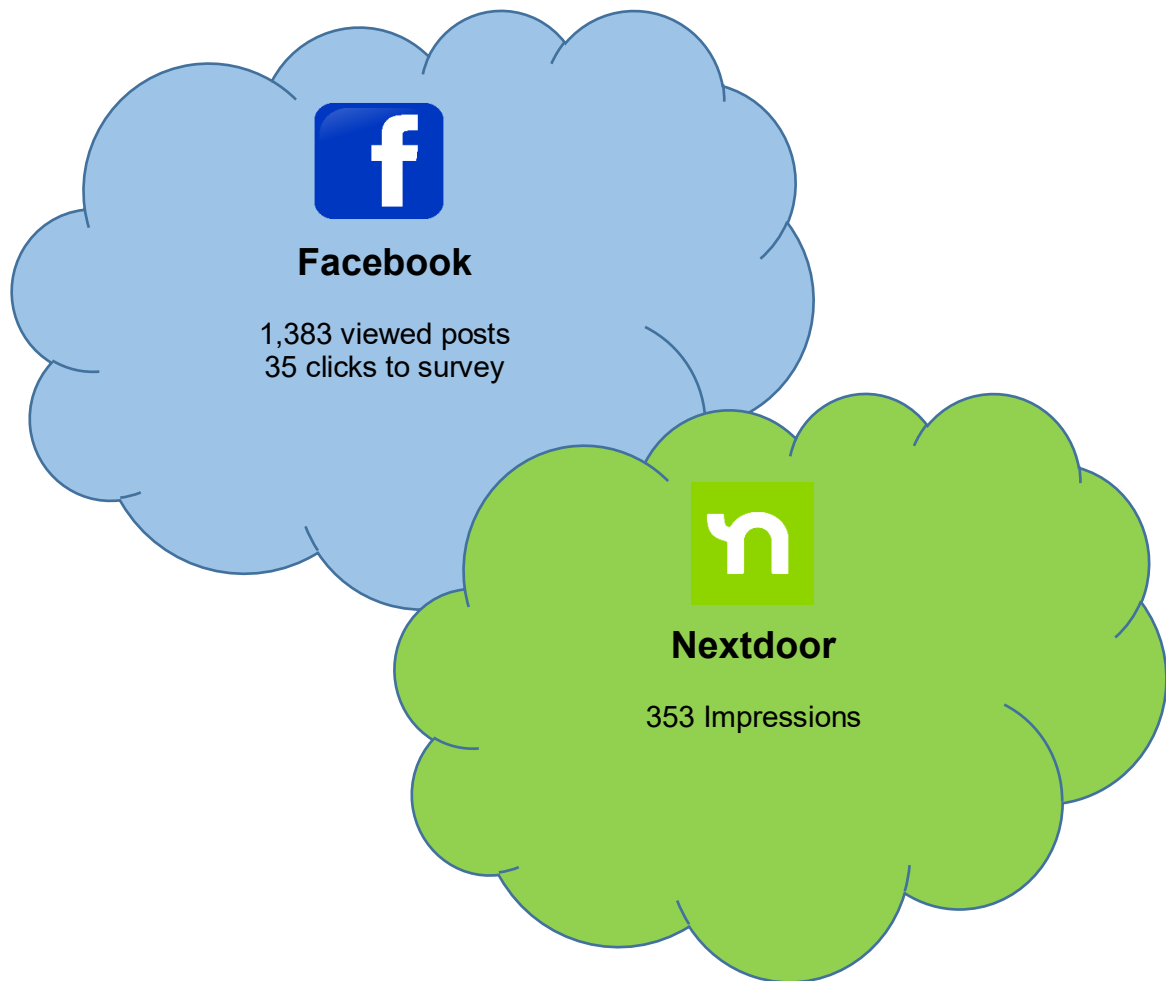 f
Facebook
1,383 viewed posts
35 clicks to survey
n
Nextdoor
353 Impressions